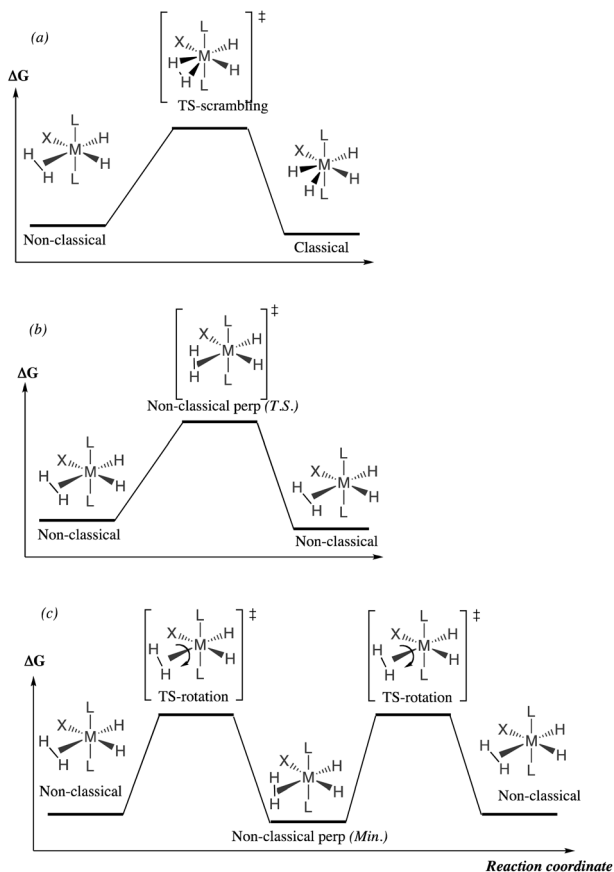 (a)
L
X
M
H
H
H
H
L
‡
TS-scrambling
ΔG
L
X
M
H
H
H
H
L
Non-classical
L
X
M
H
H
H
H
L
Classical
(b)
L
X
M
H
H
H
H
L
‡
Non-classical perp (T.S.)
ΔG
L
X
M
H
H
H
H
L
Non-classical
L
X
M
H
H
H
H
L
Non-classical
(c)
L
X
M
H
H
H
H
L
‡
TS-rotation
L
X
M
H
H
H
H
L
‡
TS-rotation
ΔG
L
X
M
H
H
H
H
L
Non-classical
L
X
M
H
H
H
H
L
Non-classical perp (Min.)
L
X
M
H
H
H
H
L
Non-classical
Reaction coordinate